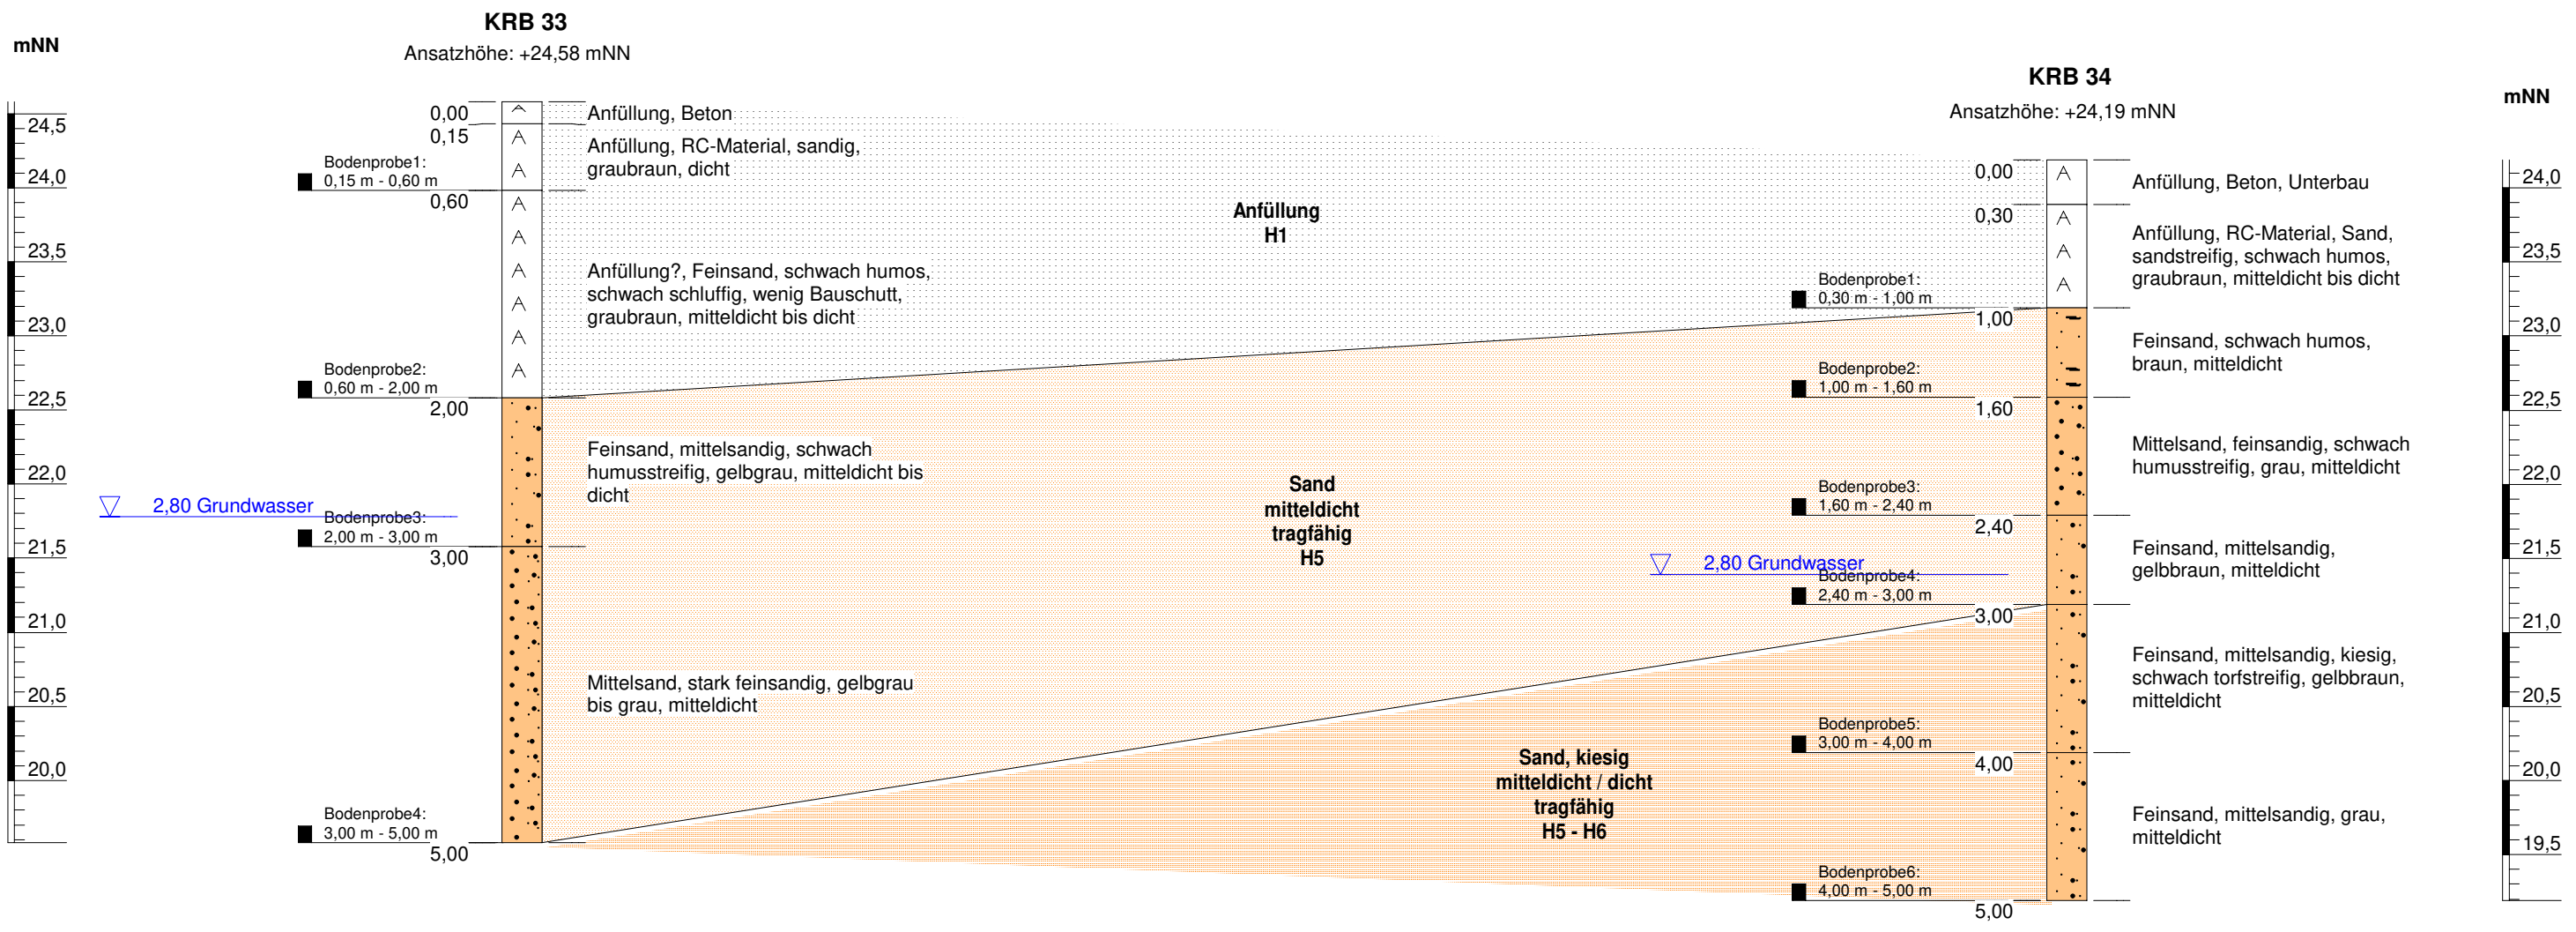 KRB 33
mNN
Ansatzhöhe: +24,58 mNN
KRB 34
mNN
Ansatzhöhe: +24,19 mNN
24,5
24,0
23,5
23,0
22,5
22,0
21,5
21,0
20,5
20,0
2,80 Grundwasser
0,00
0,15
0,60
2,00
3,00
5,00
Bodenprobe1:
0,15 m - 0,60 m
Bodenprobe2:
0,60 m - 2,00 m
Bodenprobe3:
2,00 m - 3,00 m
Bodenprobe4:
3,00 m - 5,00 m
Anfüllung, Beton
Anfüllung, RC-Material, sandig,
graubraun, dicht
Anfüllung?, Feinsand, schwach humos,
schwach schluffig, wenig Bauschutt,
graubraun, mitteldicht bis dicht
Feinsand, mittelsandig, schwach
humusstreifig, gelbgrau, mitteldicht bis
dicht
Mittelsand, stark feinsandig, gelbgrau
bis grau, mitteldicht
Anfüllung
H1
Sand
mitteldicht
tragfähig
H5
Sand, kiesig
mitteldicht / dicht
tragfähig
H5 - H6
2,80 Grundwasser
Bodenprobe1:
0,30 m - 1,00 m
Bodenprobe2:
1,00 m - 1,60 m
Bodenprobe3:
1,60 m - 2,40 m
Bodenprobe4:
2,40 m - 3,00 m
Bodenprobe5:
3,00 m - 4,00 m
Bodenprobe6:
4,00 m - 5,00 m
0,00
0,30
1,00
1,60
2,40
3,00
4,00
5,00
Anfüllung, Beton, Unterbau
Anfüllung, RC-Material, Sand,
sandstreifig, schwach humos,
graubraun, mitteldicht bis dicht
Feinsand, schwach humos,
braun, mitteldicht
Mittelsand, feinsandig, schwach
humusstreifig, grau, mitteldicht
Feinsand, mittelsandig,
gelbbraun, mitteldicht
Feinsand, mittelsandig, kiesig,
schwach torfstreifig, gelbbraun,
mitteldicht
Feinsand, mittelsandig, grau,
mitteldicht
24,0
23,5
23,0
22,5
22,0
21,5
21,0
20,5
20,0
19,5